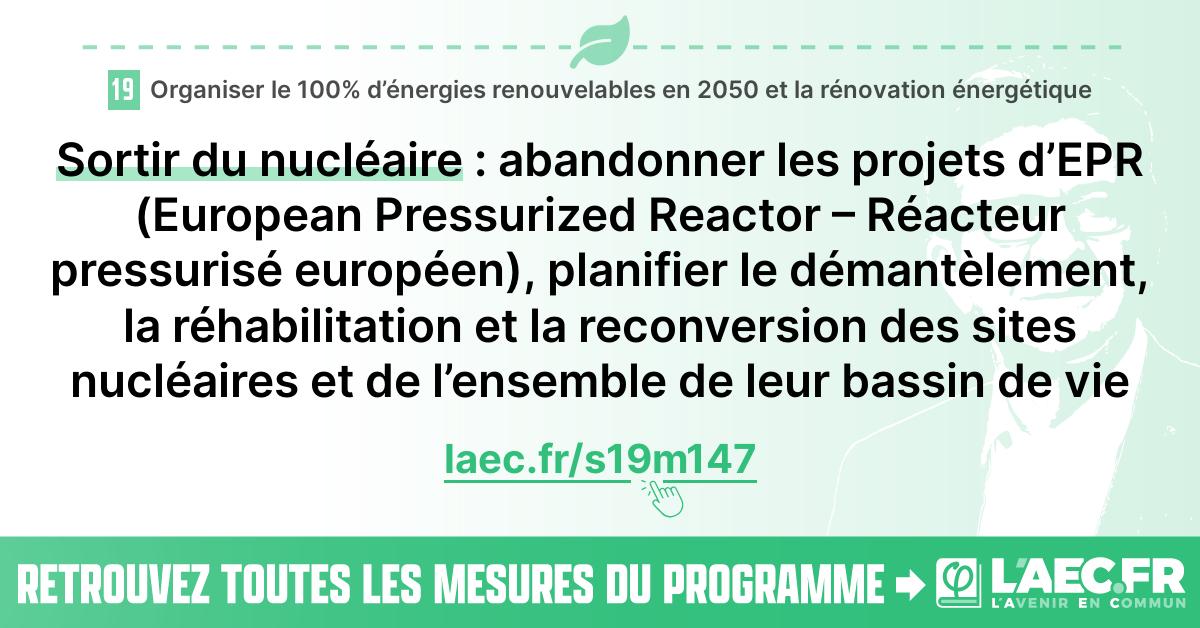 19 Organiser le 100% d’énergies renouvelables en 2050 et la rénovation énergétique
Sortir du nucléaire : abandonner les projets d’EPR
(European Pressurized Reactor – Réacteur
pressurisé européen), planifier le démantèlement,
la réhabilitation et la reconversion des sites
nucléaires et de l’ensemble de leur bassin de vie
laec.fr/s19m147
RETROUVEZ TOUTES LES MESURES DU PROGRAMME
φ L’AEC.FR
L’AVENIR EN COMMUN